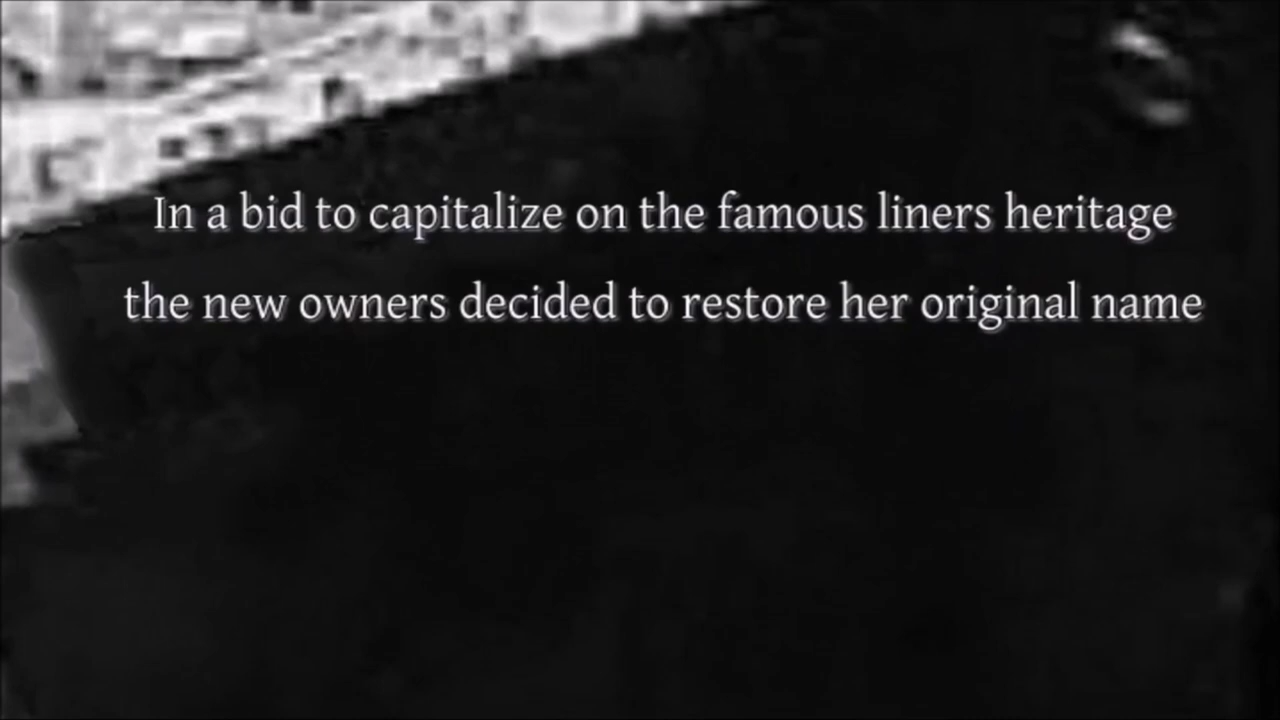 In a bid to capitalize on the famous liners heritage
the new owners decided to restore her original name